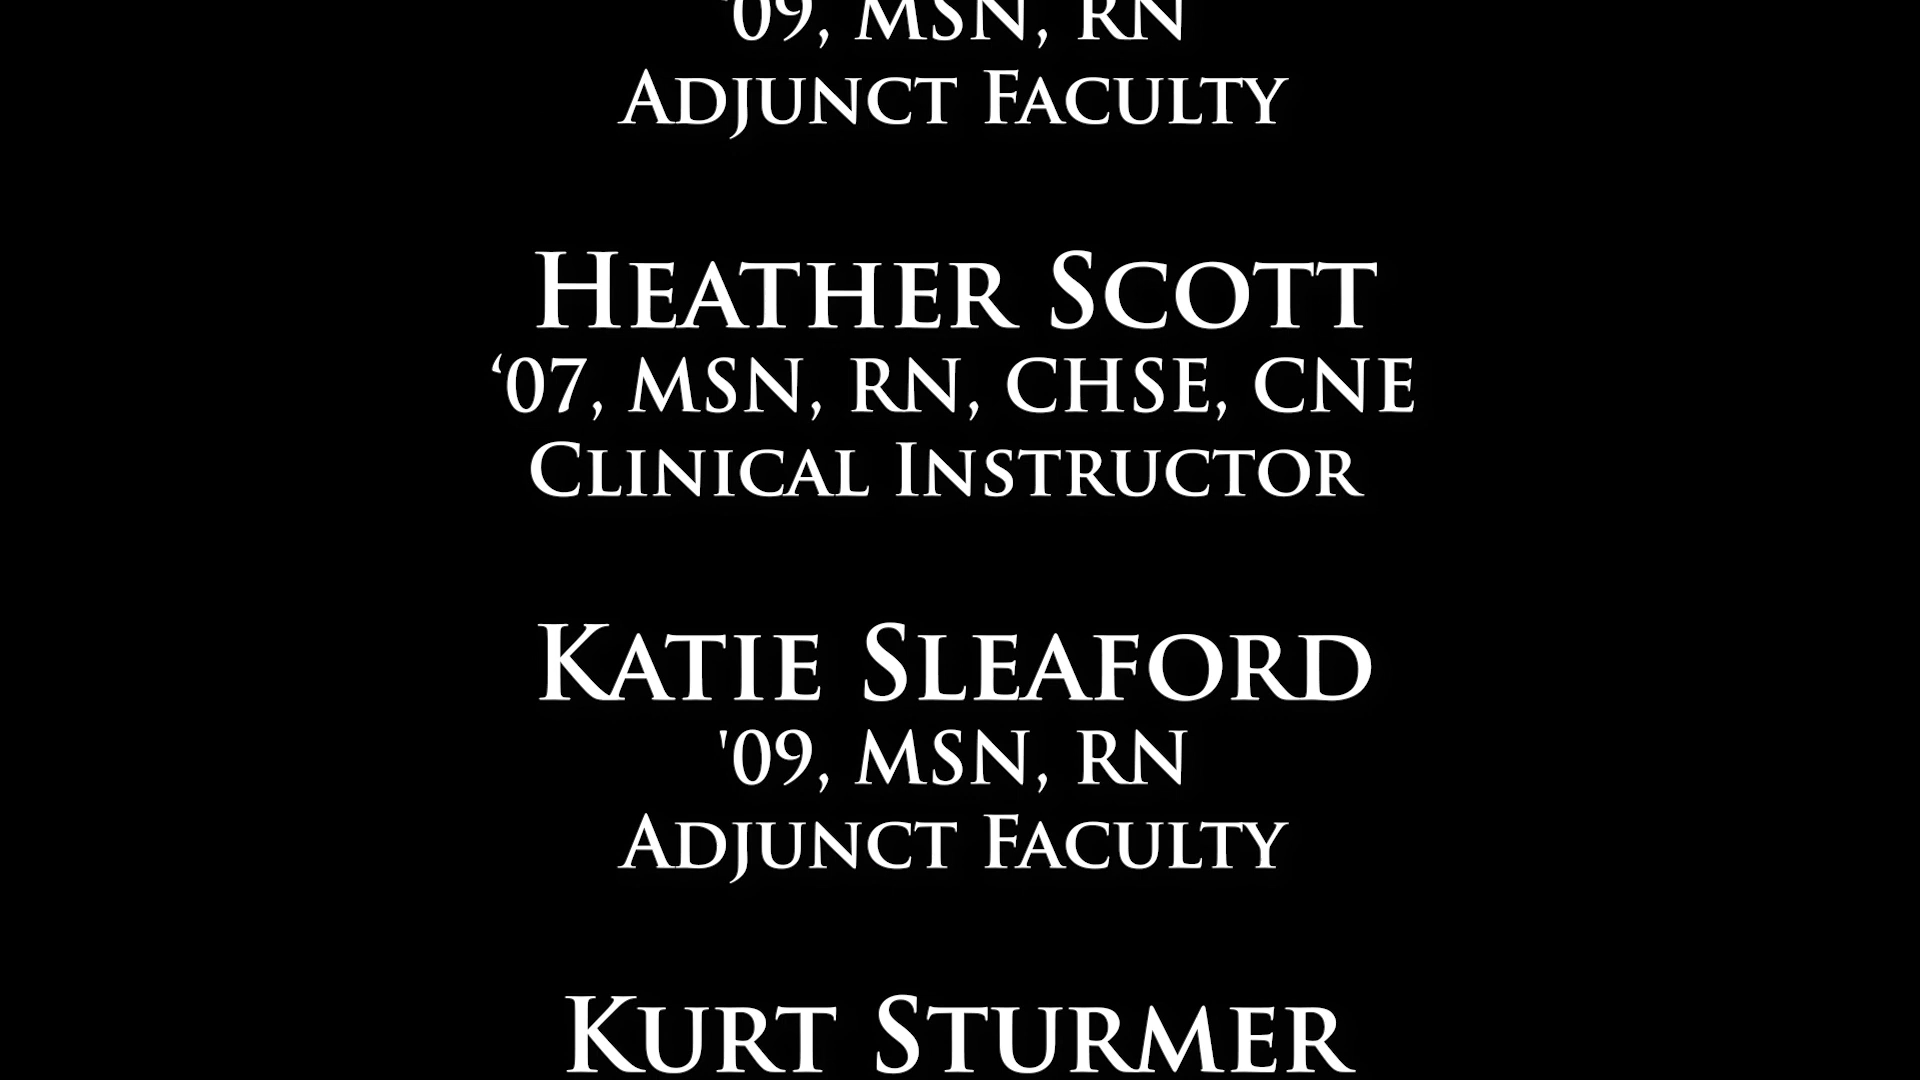 '09, MSN, RN
Adjunct Faculty
Heather Scott
‘07, MSN, RN, CHSE, CNE
Clinical Instructor
Katie Sleaford
'09, MSN, RN
Adjunct Faculty
Kurt Sturmer